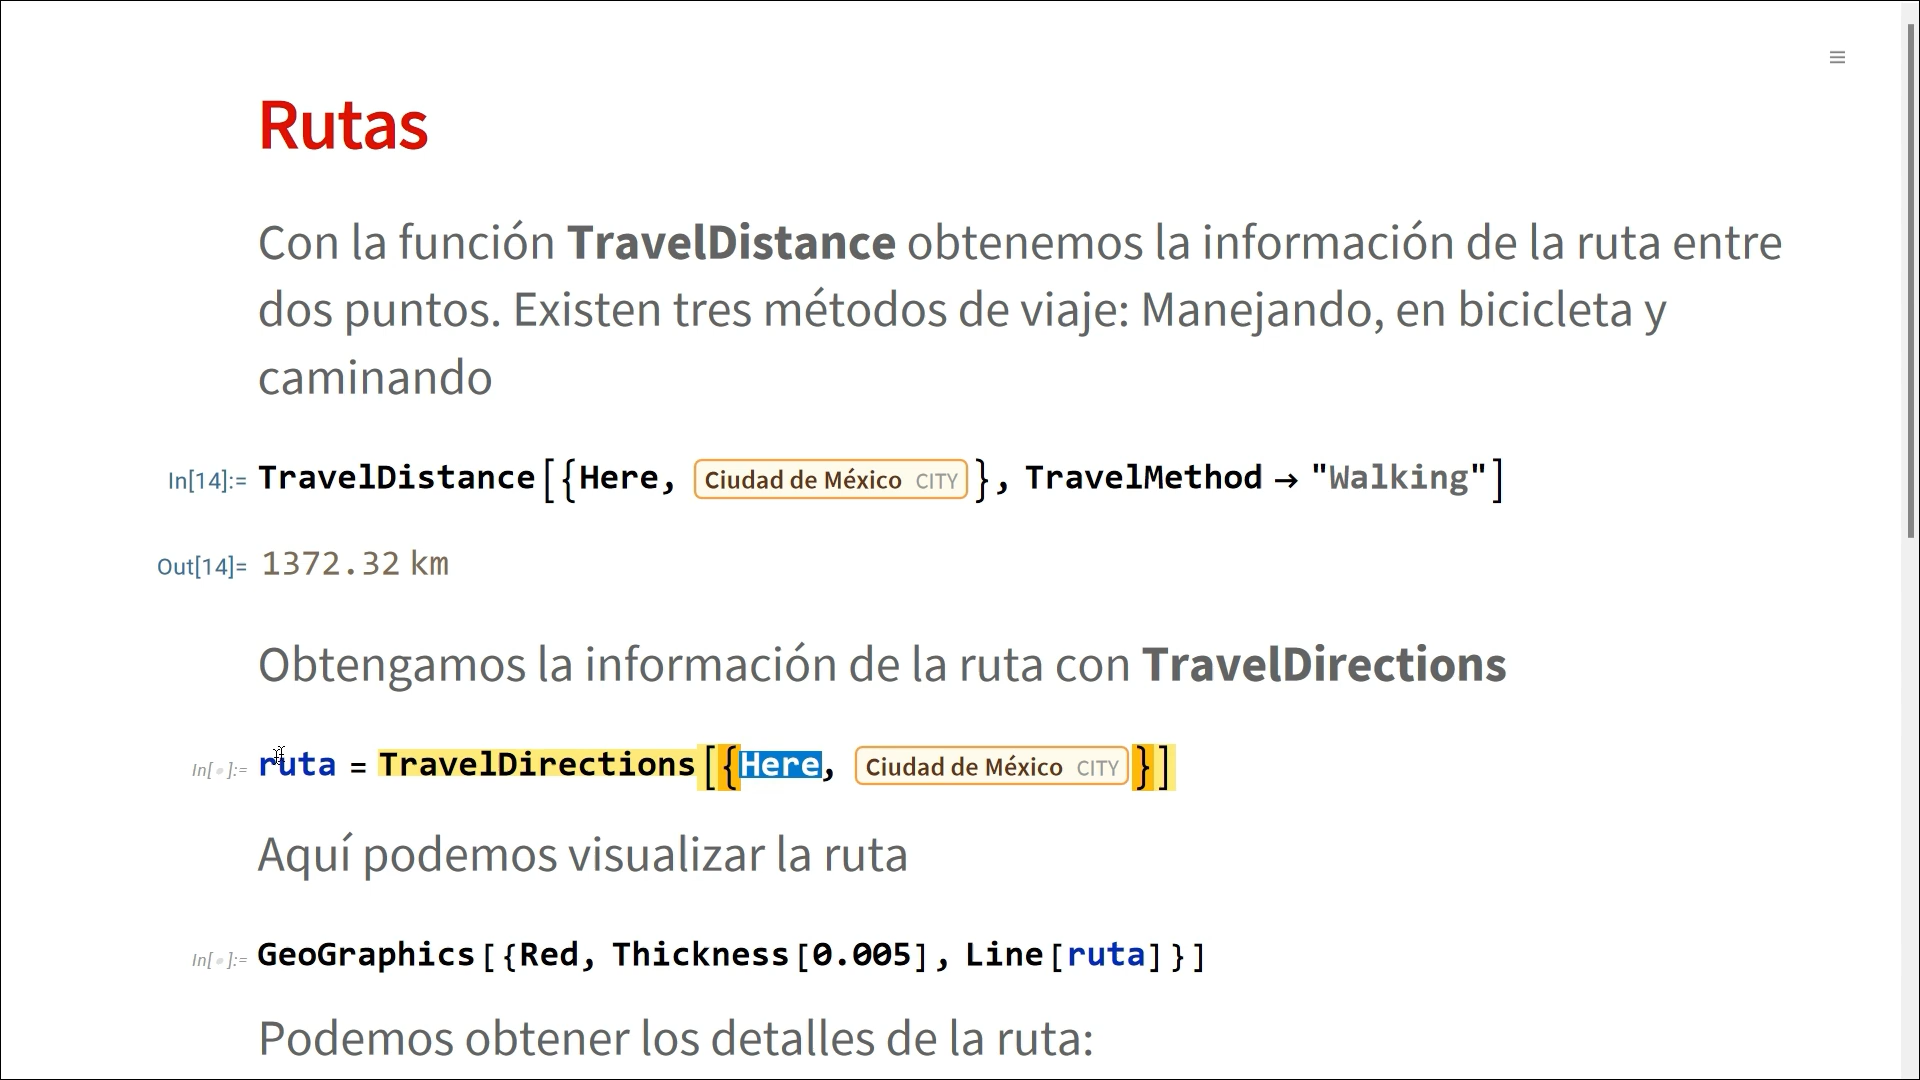 Rutas
Con la función TravelDistance obtenemos la información de la ruta entre
dos puntos. Existen tres métodos de viaje: Manejando, en bicicleta y
caminando
In[14]:= TravelDistance[{Here, Ciudad de México CITY}, TravelMethod → "Walking"]
Out[14]= 1372.32 km
Obtengamos la información de la ruta con TravelDirections
In[•]:= ruta = TravelDirections[{Here, Ciudad de México CITY}]
Aquí podemos visualizar la ruta
In[•]:= GeoGraphics[{Red, Thickness[0.005], Line[ruta]}]
Podemos obtener los detalles de la ruta: